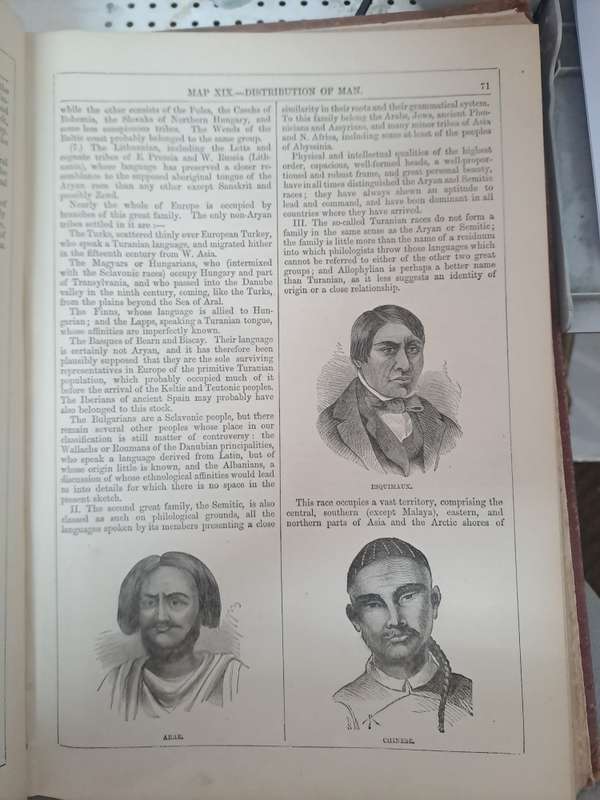 MAP XIX.—DISTRIBUTION OF MAN.
71
while the other consists of the Poles, the Czechs of
Bohemia, the Slovaks of Northern Hungary, and
some less conspicuous tribes. The Wends of the
Baltic coast probably belonged to the same group.
(7.) The Lithuanian, including the Letts and
cognate tribes of E. Prussia and W. Russia (Lith-
uania), whose language has preserved a closer re-
semblance to the supposed aboriginal tongue of the
Aryan race than any other except Sanskrit and
possibly Zend.
Nearly the whole of Europe is occupied by
branches of this great family. The only non-Aryan
tribes settled in it are :—
The Turks, scattered thinly over European Turkey,
who speak a Turanian language, and migrated hither
in the fifteenth century from W. Asia.
The Magyars or Hungarians, who (intermixed
with the Sclavonic races) occupy Hungary and part
of Transylvania, and who passed into the Danube
valley in the ninth century, coming, like the Turks,
from the plains beyond the Sea of Aral.
The Finns, whose language is allied to Hun-
garian; and the Lapps, speaking a Turanian tongue,
whose affinities are imperfectly known.
The Basques of Bearn and Biscay. Their language
is certainly not Aryan, and it has therefore been
plausibly supposed that they are the sole surviving
representatives in Europe of the primitive Turanian
population, which probably occupied much of it
before the arrival of the Keltic and Teutonic peoples.
The Iberians of ancient Spain may probably have
also belonged to this stock.
The Bulgarians are a Sclavonic people, but there
remain several other peoples whose place in our
classification is still matter of controversy: the
Wallachs or Roumans of the Danubian principalities,
who speak a language derived from Latin, but of
whose origin little is known, and the Albanians, a
discussion of whose ethnological affinities would lead
us into details for which there is no space in the
present sketch.
II. The second great family, the Semitic, is also
classed as such on philological grounds, all the
languages spoken by its members presenting a close
ARAB.
similarity in their roots and their grammatical system.
To this family belong the Arabs, Jews, ancient Phœ-
nicians and Assyrians, and many minor tribes of Asia
and N. Africa, including some at least of the peoples
of Abyssinia.
Physical and intellectual qualities of the highest
order, capacious, well-formed heads, a well-propor-
tioned and robust frame, and great personal beauty,
have in all times distinguished the Aryan and Semitic
races; they have always shown an aptitude to
lead and command, and have been dominant in all
countries where they have arrived.
III. The so-called Turanian races do not form a
family in the same sense as the Aryan or Semitic;
the family is little more than the name of a residuum
into which philologists throw those languages which
cannot be referred to either of the other two great
groups; and Allophylian is perhaps a better name
than Turanian, as it less suggests an identity of
origin or a close relationship.
ESQUIMAUX.
This race occupies a vast territory, comprising the
central, southern (except Malaya), eastern, and
northern parts of Asia and the Arctic shores of
CHINESE.